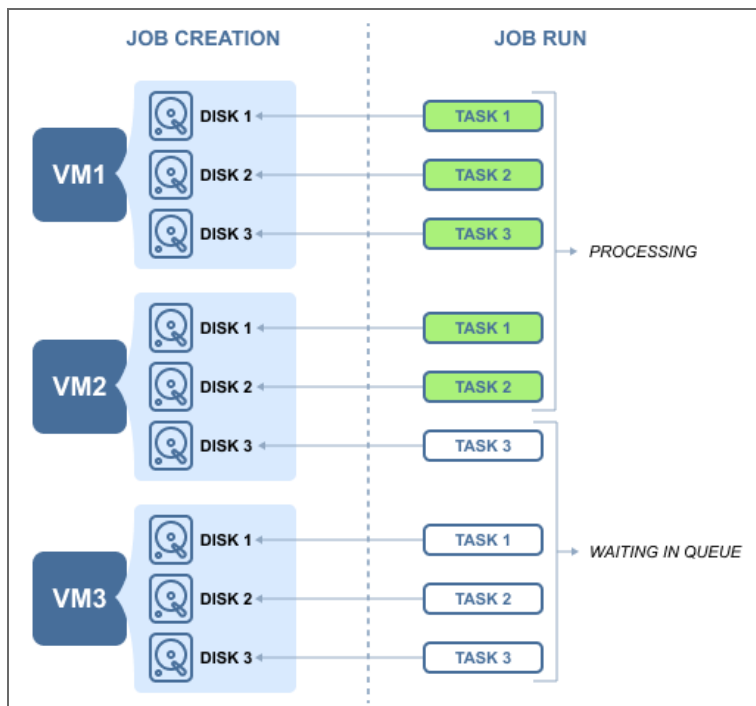 JOB CREATION
JOB RUN
VM1
DISK 1
TASK 1
DISK 2
TASK 2
DISK 3
TASK 3
PROCESSING
VM2
DISK 1
TASK 1
DISK 2
TASK 2
DISK 3
TASK 3
VM3
DISK 1
TASK 1
WAITING IN QUEUE
DISK 2
TASK 2
DISK 3
TASK 3